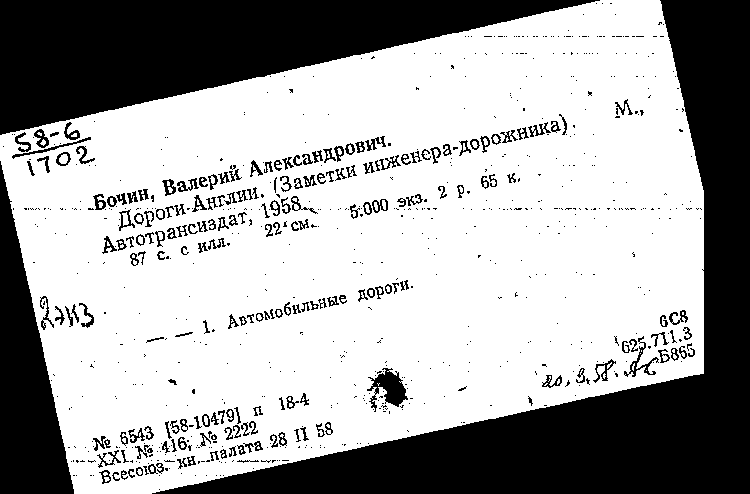 58-6
1702
Бочин, Валерий Александрович.
Дороги Англии. (Заметки инженера-дорожника). М.,
Автотрансиздат, 1958.
87 с. с илл. 22 см. 5.000 экз. 2 р. 65 к.
2экз
— — 1. Автомобильные дороги.
6С8
625.711.3
Б865
20.3.58.
№ 6543 [58-10479] п 18-4
XXI № 416; № 2222
Всесоюз. кн. палата 28 II 58